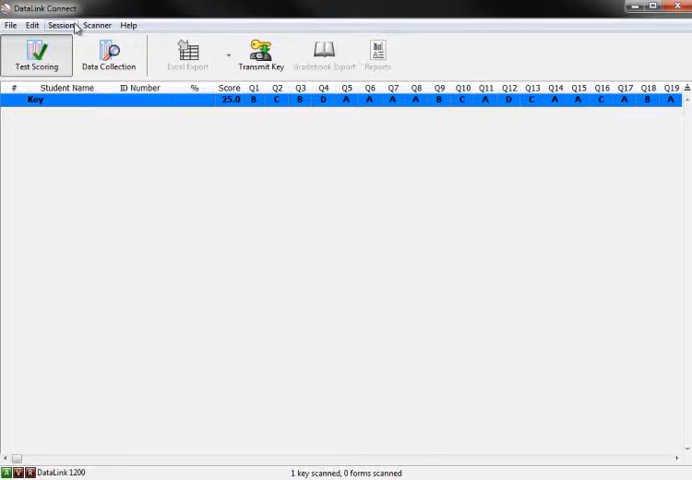 DataLink Connect
File Edit Session Scanner Help
Test Scoring Data Collection Excel Export Transmit Key Gradebook Export Reports
# Student Name ID Number % Score Q1 Q2 Q3 Q4 Q5 Q6 Q7 Q8 Q9 Q10 Q11 Q12 Q13 Q14 Q15 Q16 Q17 Q18 Q19
Key 25.0 B C B D A A A A B C A D C A A C A B A
A V R DataLink 1200 1 key scanned, 0 forms scanned